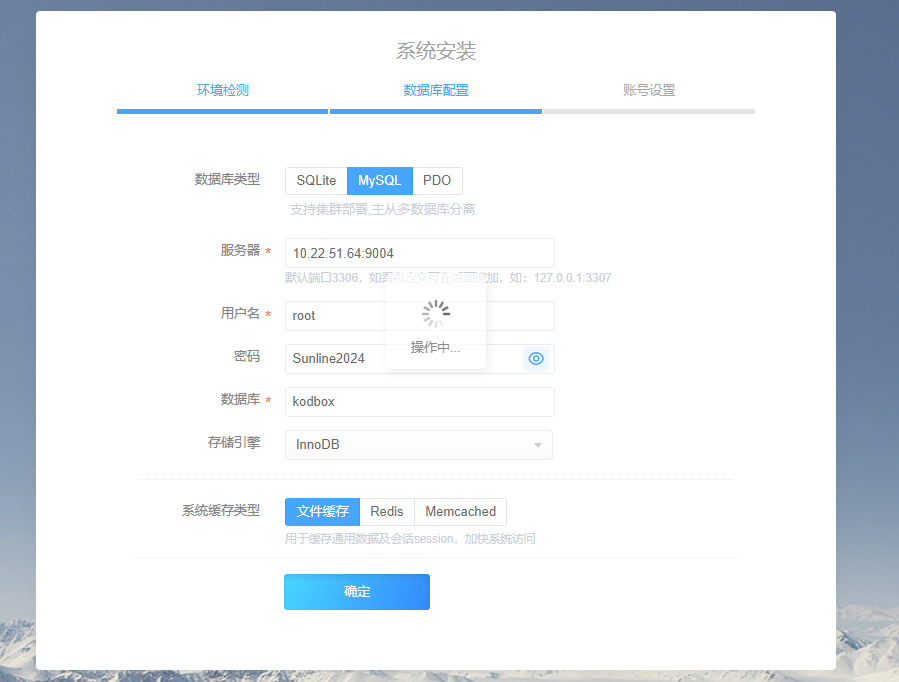 系统安装
环境检测 数据库配置 账号设置
数据库类型: SQLite MySQL PDO
支持集群部署,主从多数据库分离.
服务器: * 10.22.51.64:9004
默认端口3306，如需自定义可在后面追加，如：127.0.0.1:3307
用户名: * root
密码: Sunline2024
操作中...
数据库: * kodbox
存储引擎: InnoDB
系统缓存类型: 文件缓存 Redis Memcached
用于缓存通用数据及会话session，加快系统访问
确定